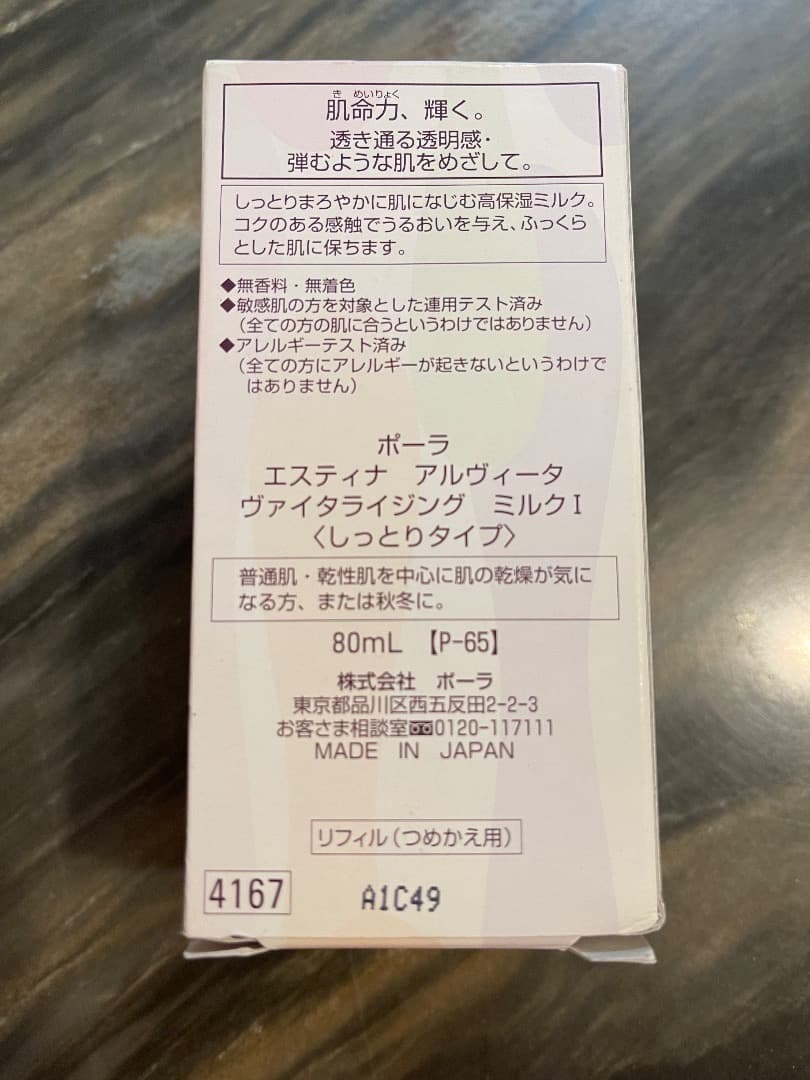 き めいりょく
肌命力、輝く。
透き通る透明感・
弾むような肌をめざして。
しっとりまろやかに肌になじむ高保湿ミルク。
コクのある感触でうるおいを与え、ふっくら
とした肌に保ちます。
◆無香料・無着色
◆敏感肌の方を対象とした連用テスト済み
（全ての方の肌に合うというわけではありません）
◆アレルギーテスト済み
（全ての方にアレルギーが起きないというわけで
はありません）
ポーラ
エスティナ アルヴィータ
ヴァイタライジング ミルクI
〈しっとりタイプ〉
普通肌・乾性肌を中心に肌の乾燥が気に
なる方、または秋冬に。
80mL 【P-65】
株式会社 ポーラ
東京都品川区西五反田2-2-3
お客さま相談室0120-117111
MADE IN JAPAN
リフィル（つめかえ用）
4167 A1C49